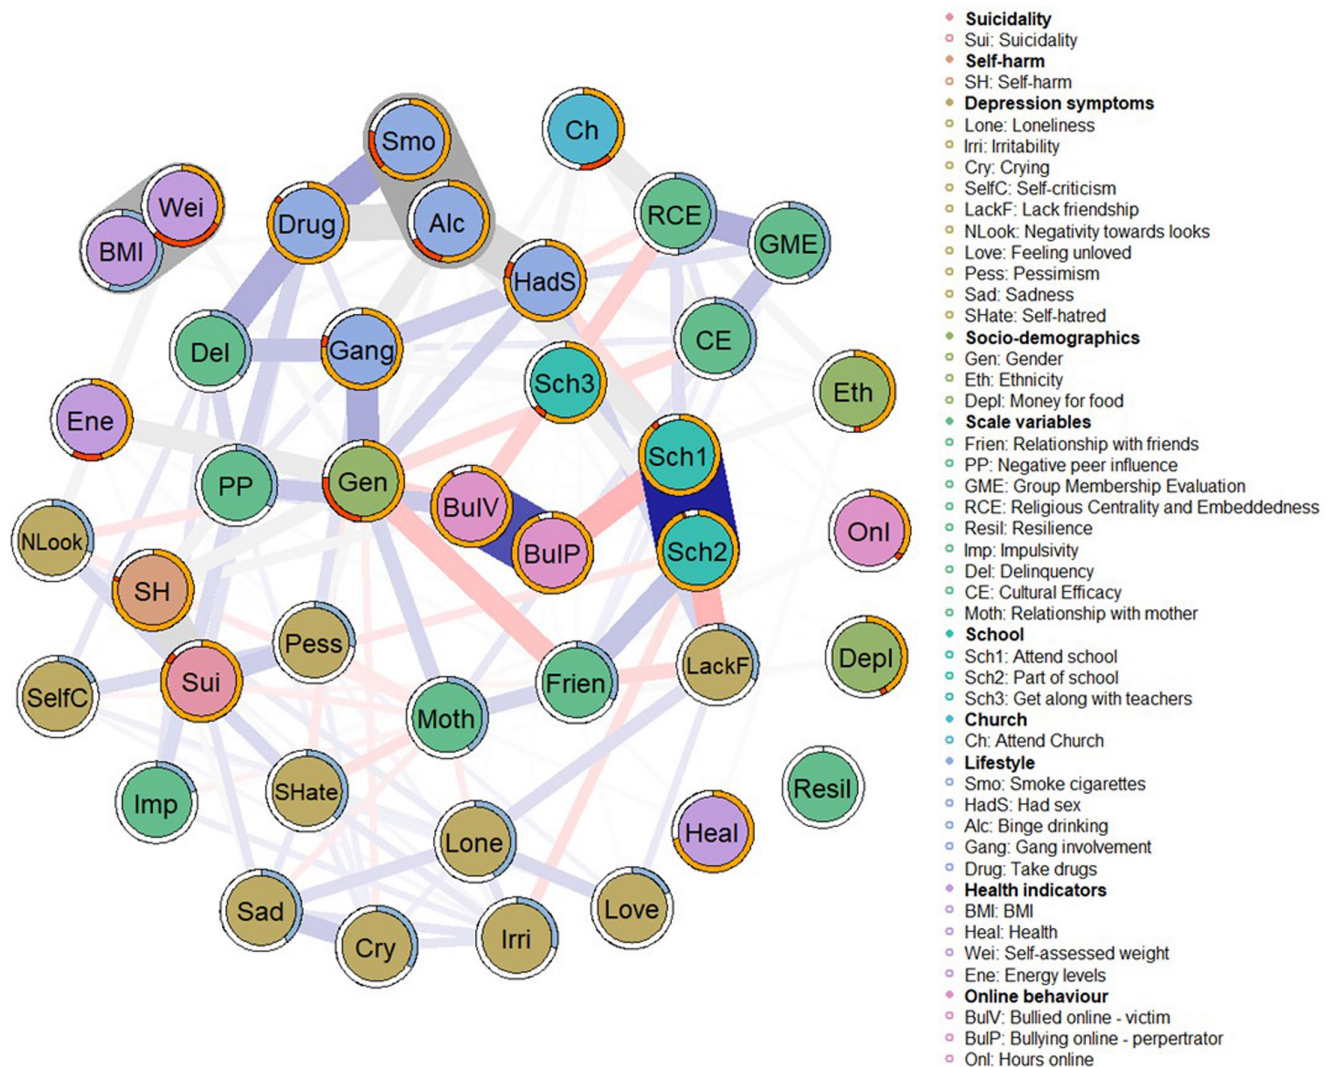 Smo
Ch
Wei
Drug
Alc
RCE
GME
BMI
HadS
Del
Gang
CE
Sch3
Eth
Ene
Sch1
PP
Gen
BulV
Onl
NLook
BulP
Sch2
SH
Pess
Depl
LackF
Sui
Frien
SelfC
Moth
Resil
SHate
Imp
Heal
Lone
Sad
Love
Irri
Cry
Suicidality
Sui: Suicidality
Self-harm
SH: Self-harm
Depression symptoms
Lone: Loneliness
Irri: Irritability
Cry: Crying
SelfC: Self-criticism
LackF: Lack friendship
NLook: Negativity towards looks
Love: Feeling unloved
Pess: Pessimism
Sad: Sadness
SHate: Self-hatred
Socio-demographics
Gen: Gender
Eth: Ethnicity
Depl: Money for food
Scale variables
Frien: Relationship with friends
PP: Negative peer influence
GME: Group Membership Evaluation
RCE: Religious Centrality and Embeddedness
Resil: Resilience
Imp: Impulsivity
Del: Delinquency
CE: Cultural Efficacy
Moth: Relationship with mother
School
Sch1: Attend school
Sch2: Part of school
Sch3: Get along with teachers
Church
Ch: Attend Church
Lifestyle
Smo: Smoke cigarettes
HadS: Had sex
Alc: Binge drinking
Gang: Gang involvement
Drug: Take drugs
Health indicators
BMI: BMI
Heal: Health
Wei: Self-assessed weight
Ene: Energy levels
Online behaviour
BulV: Bullied online - victim
BulP: Bullying online - perpertrator
Onl: Hours online